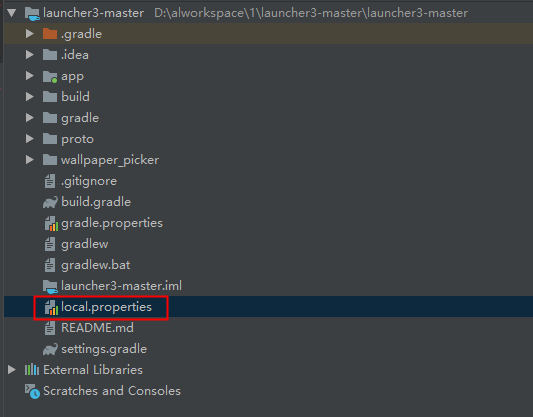 launcher3-master D:\alworkspace\1\launcher3-master\launcher3-master
.gradle
.idea
app
build
gradle
proto
wallpaper_picker
.gitignore
build.gradle
gradle.properties
gradlew
gradlew.bat
launcher3-master.iml
local.properties
README.md
settings.gradle
External Libraries
Scratches and Consoles